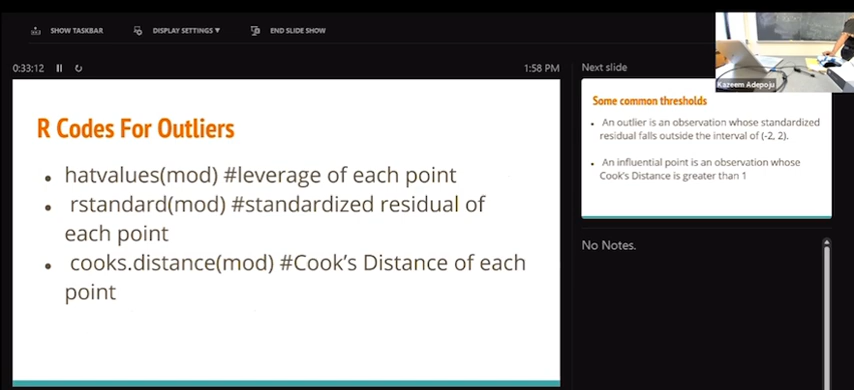 SHOW TASKBAR
DISPLAY SETTINGS ▼
END SLIDE SHOW
0:33:12
1:58 PM
R Codes For Outliers
• hatvalues(mod) #leverage of each point
• rstandard(mod) #standardized residual of
each point
• cooks.distance(mod) #Cook's Distance of each
point
Next slide
Kazeem Adepoju
Some common thresholds
• An outlier is an observation whose standardized
residual falls outside the interval of (-2, 2).
• An influential point is an observation whose
Cook's Distance is greater than 1
No Notes.